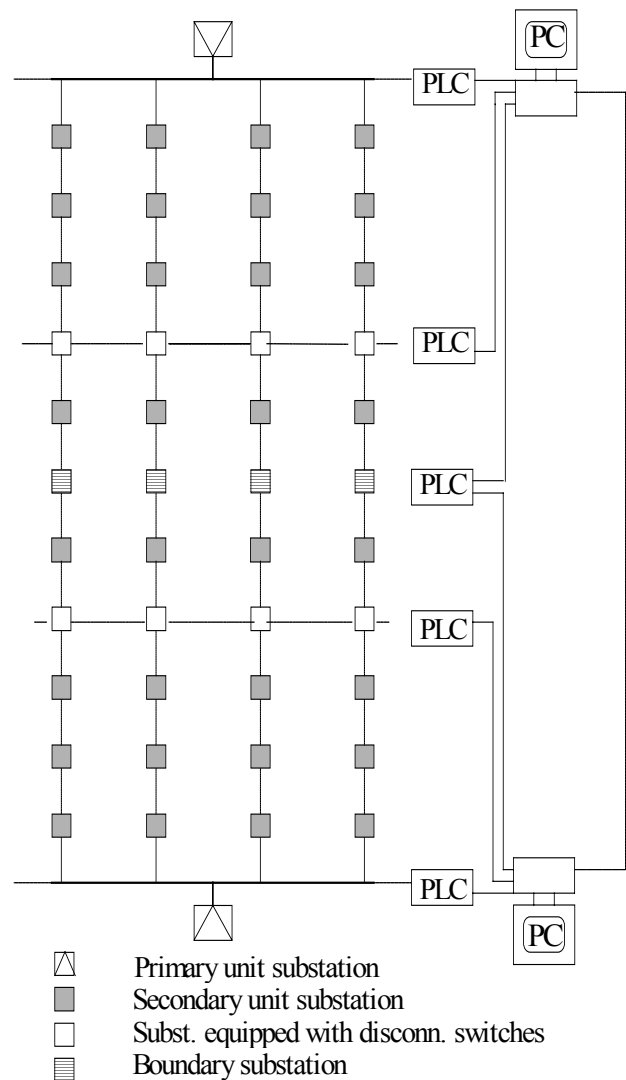 PC
PLC
PLC
PLC
PLC
PLC
PC
Primary unit substation
Secondary unit substation
Subst. equipped with disconn. switches
Boundary substation